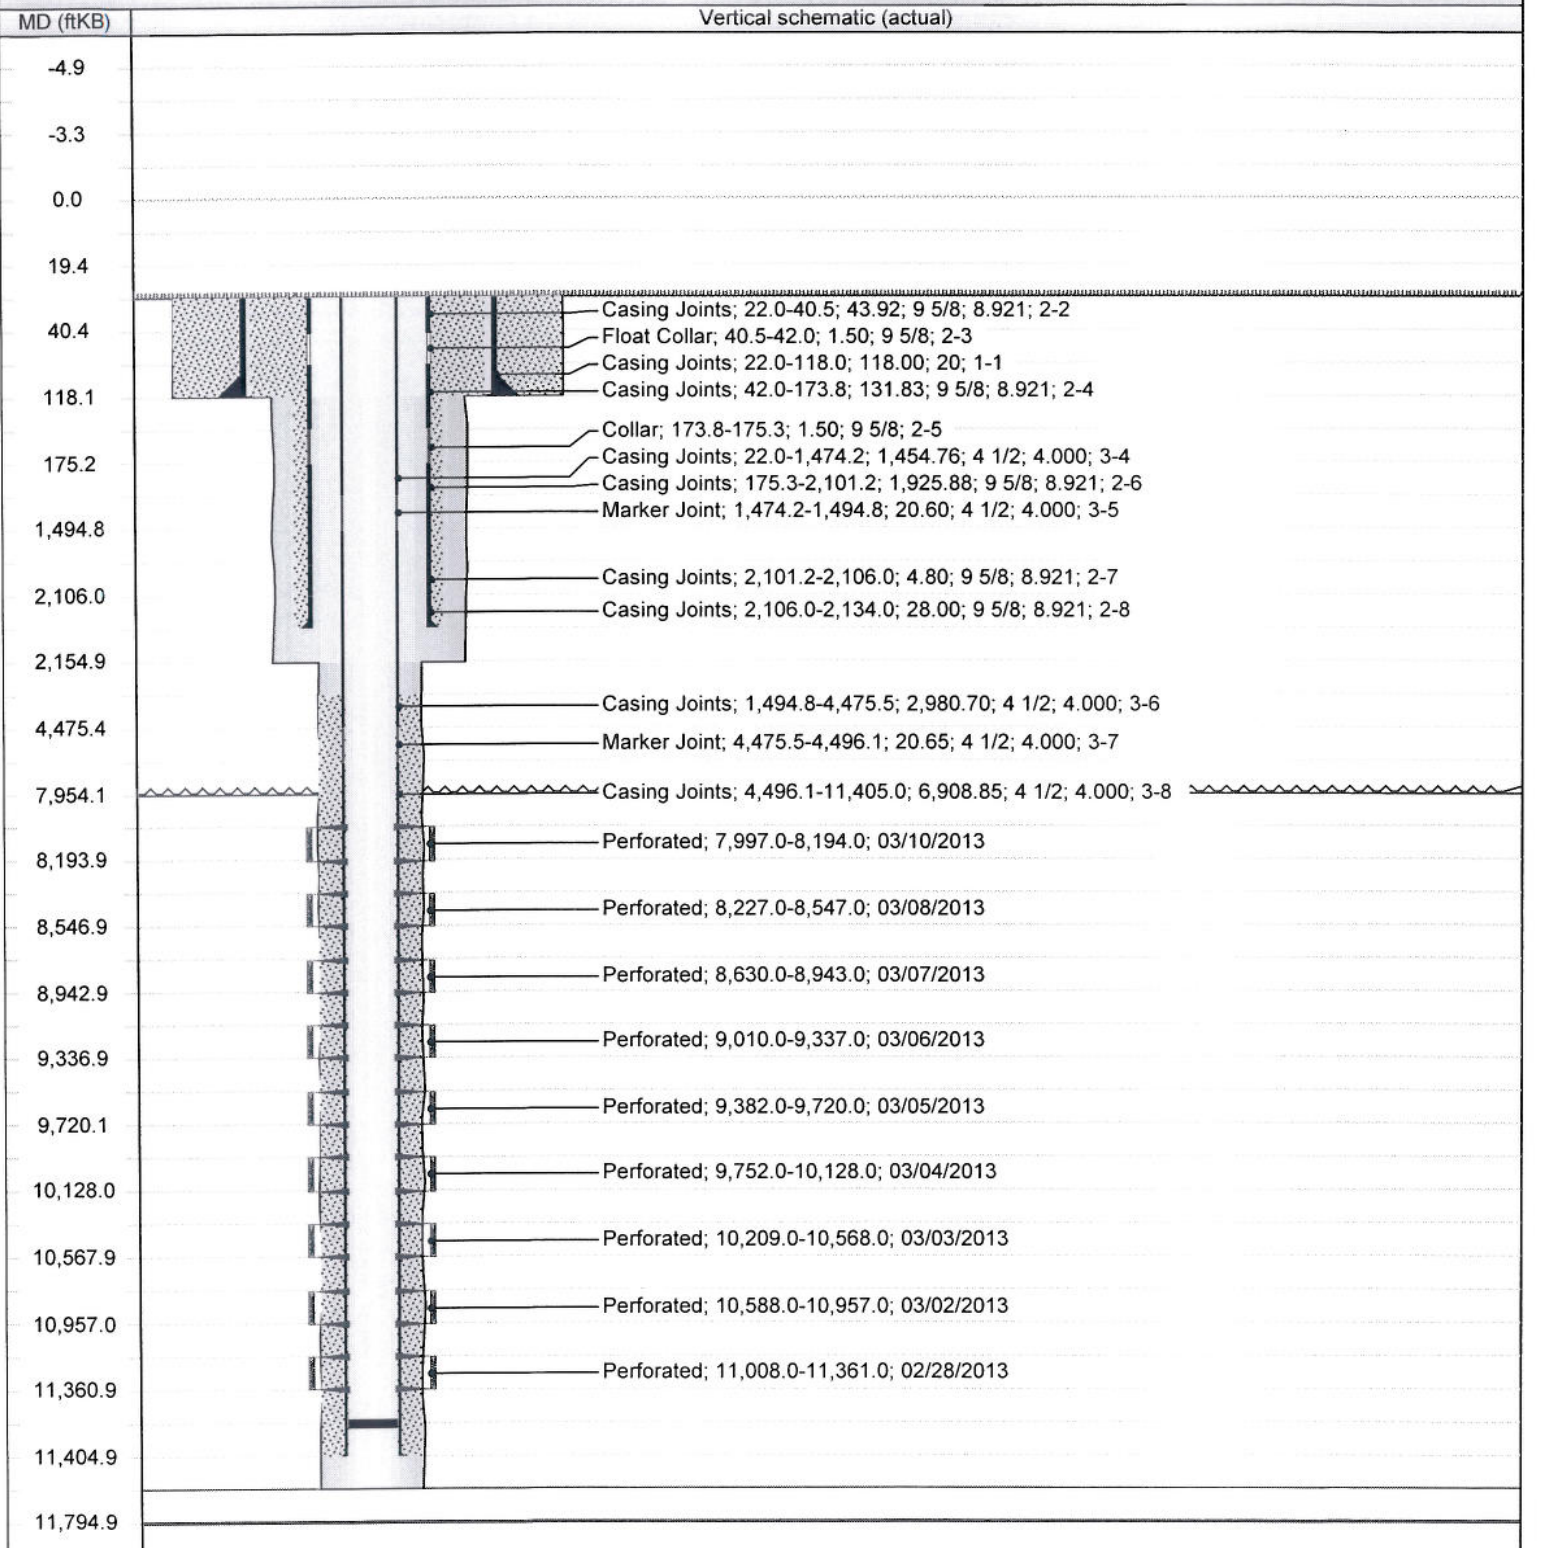 MD (ftKB) Vertical schematic (actual)
-4.9
-3.3
0.0
19.4
Casing Joints; 22.0-40.5; 43.92; 9 5/8; 8.921; 2-2
40.4
Float Collar; 40.5-42.0; 1.50; 9 5/8; 2-3
Casing Joints; 22.0-118.0; 118.00; 20; 1-1
Casing Joints; 42.0-173.8; 131.83; 9 5/8; 8.921; 2-4
118.1
Collar; 173.8-175.3; 1.50; 9 5/8; 2-5
Casing Joints; 22.0-1,474.2; 1,454.76; 4 1/2; 4.000; 3-4
175.2
Casing Joints; 175.3-2,101.2; 1,925.88; 9 5/8; 8.921; 2-6
Marker Joint; 1,474.2-1,494.8; 20.60; 4 1/2; 4.000; 3-5
1,494.8
Casing Joints; 2,101.2-2,106.0; 4.80; 9 5/8; 8.921; 2-7
2,106.0
Casing Joints; 2,106.0-2,134.0; 28.00; 9 5/8; 8.921; 2-8
2,154.9
Casing Joints; 1,494.8-4,475.5; 2,980.70; 4 1/2; 4.000; 3-6
4,475.4
Marker Joint; 4,475.5-4,496.1; 20.65; 4 1/2; 4.000; 3-7
7,954.1
Casing Joints; 4,496.1-11,405.0; 6,908.85; 4 1/2; 4.000; 3-8
Perforated; 7,997.0-8,194.0; 03/10/2013
8,193.9
Perforated; 8,227.0-8,547.0; 03/08/2013
8,546.9
Perforated; 8,630.0-8,943.0; 03/07/2013
8,942.9
Perforated; 9,010.0-9,337.0; 03/06/2013
9,336.9
Perforated; 9,382.0-9,720.0; 03/05/2013
9,720.1
Perforated; 9,752.0-10,128.0; 03/04/2013
10,128.0
Perforated; 10,209.0-10,568.0; 03/03/2013
10,567.9
Perforated; 10,588.0-10,957.0; 03/02/2013
10,957.0
Perforated; 11,008.0-11,361.0; 02/28/2013
11,360.9
11,404.9
11,794.9